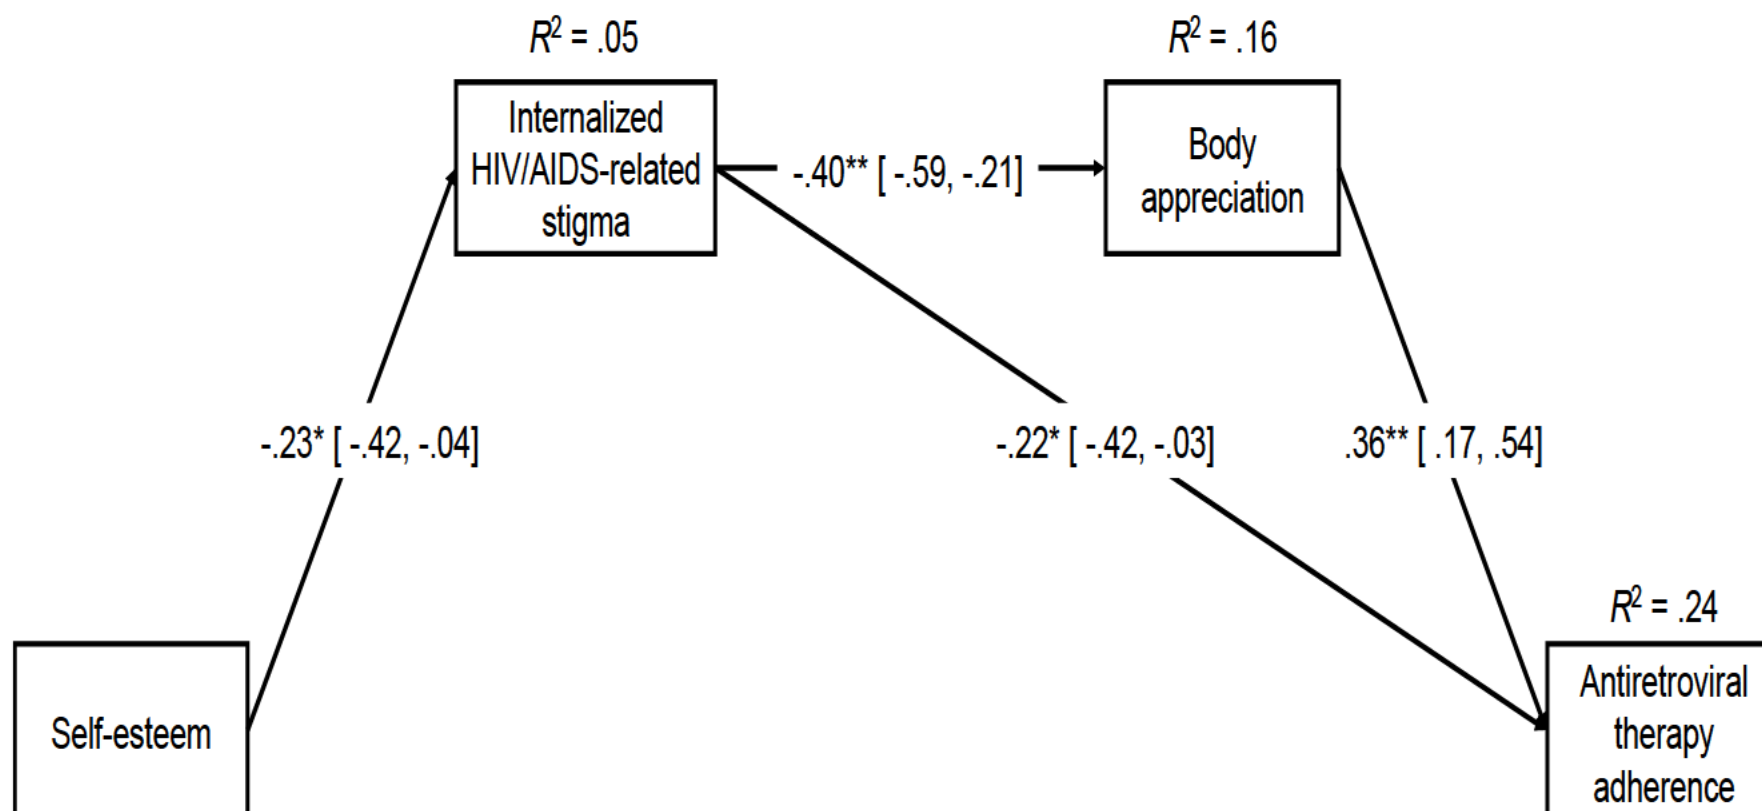 R² = .05
R² = .16
Internalized
HIV/AIDS-related
stigma
-.40** [ -.59, -.21]
Body
appreciation
-.23* [ -.42, -.04]
-.22* [ -.42, -.03]
.36** [ .17, .54]
R² = .24
Self-esteem
Antiretroviral
therapy
adherence